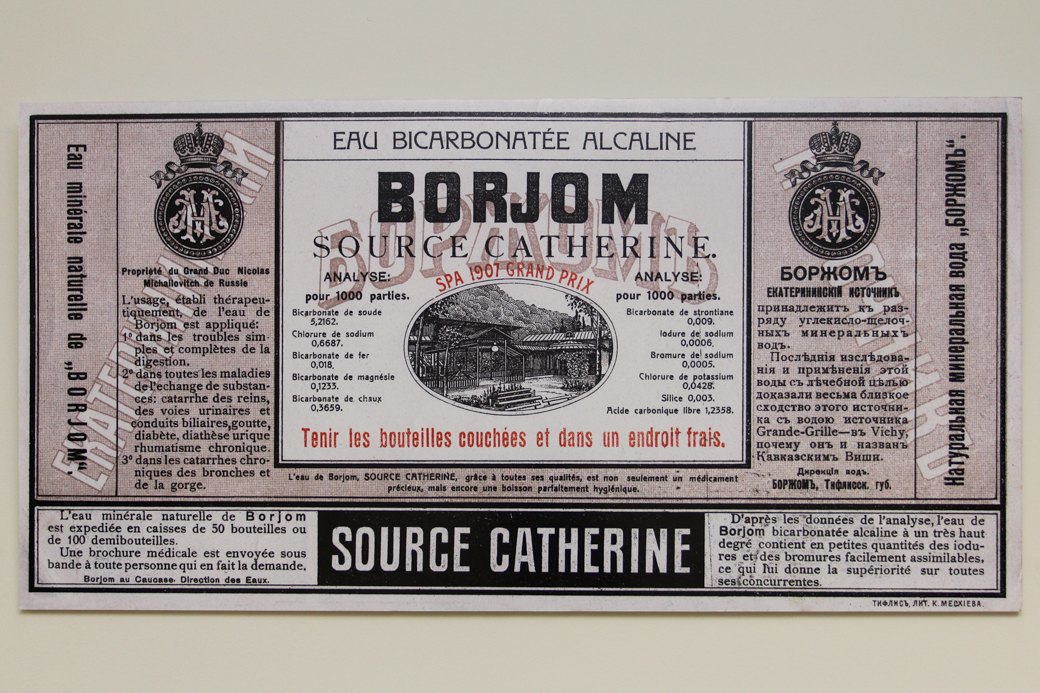 Eau minérale naturelle de „BORJOM“.
Propriété du Grand Duc Nicolas
Michaïlovitch de Russie
L'usage, établi thérapeu-
tiquement, de l'eau de
Borjom est appliqué:
1º dans les troubles sim-
ples et complètes de la
digestion.
2º dans toutes les maladies
de l'échange de substan-
ces: catarrhe des reins,
des voies urinaires et
conduits biliaires, goutte,
diabète, diathèse urique
rhumatisme chronique.
3º dans les catarrhes chro-
niques des bronches et
de la gorge.
EAU BICARBONATÉE ALCALINE
BORJOM
БОРЖОМЪ
SOURCE CATHERINE.
SPA 1907 GRAND PRIX
ANALYSE:
pour 1000 parties.
Bicarbonate de soude
5,2162.
Chlorure de sodium
0,6687.
Bicarbonate de fer
0,018.
Bicarbonate de magnésie
0,1233.
Bicarbonate de chaux
0,3659.
ANALYSE:
pour 1000 parties.
Bicarbonate de strontiane
0,009.
Iodure de sodium
0,0006.
Bromure de sodium
0,0005.
Chlorure de potassium
0,0428.
Silice 0,003.
Acide carbonique libre 1,2358.
Tenir les bouteilles couchées et dans un endroit frais.
L'eau de Borjom, SOURCE CATHERINE, grâce à toutes ses qualités, est non seulement un médicament
précieux, mais encore une boisson parfaitement hygiénique.
БОРЖОМЪ
ЕКАТЕРИНИНСКІЙ ИСТОЧНИКЪ
принадлежитъ къ раз-
ряду углекисло-щелоч-
ныхъ минеральныхъ
водъ.
Послѣднія изслѣдова-
нія и примѣненія этой
воды съ лѣчебной цѣлью
доказали весьма близкое
сходство этого источни-
ка съ водою источника
Grande-Grille—въ Vichy,
почему онъ и названъ
Кавказскимъ Виши.
Дирекція водъ.
БОРЖОМЪ, Тифлисск. губ.
Натуральная минеральная вода „БОРЖОМЪ“.
L'eau minérale naturelle de Borjom
est expediée en caisses de 50 bouteilles ou
de 100 demibouteilles.
Une brochure médicale est envoyée sous
bande à toute personne qui en fait la demande.
Borjom au Caucase. Direction des Eaux.
SOURCE CATHERINE
D'après les données de l'analyse, l'eau de
Borjom bicarbonatée alcaline à un très haut
degré contient en petites quantités des iodu-
res et des bromures facilement assimilables,
ce qui lui donne la supériorité sur toutes
ses concurrentes.
ТИФЛИСЪ, ЛИТ. К. МЕСХІЕВА.